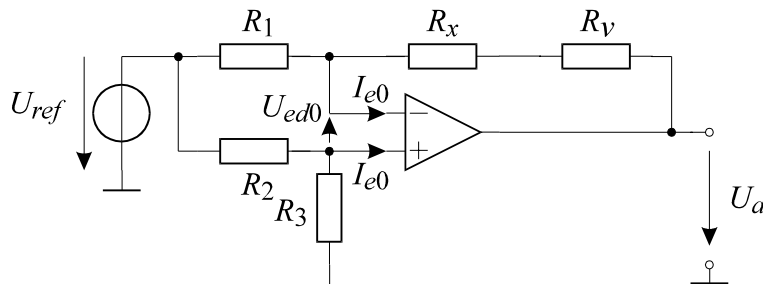 R1 Rx Rv
Uref Ued0 Ie0 −
R2 Ie0 +
R3 Ua